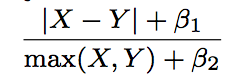 |X − Y| + β₁
max(X, Y) + β₂